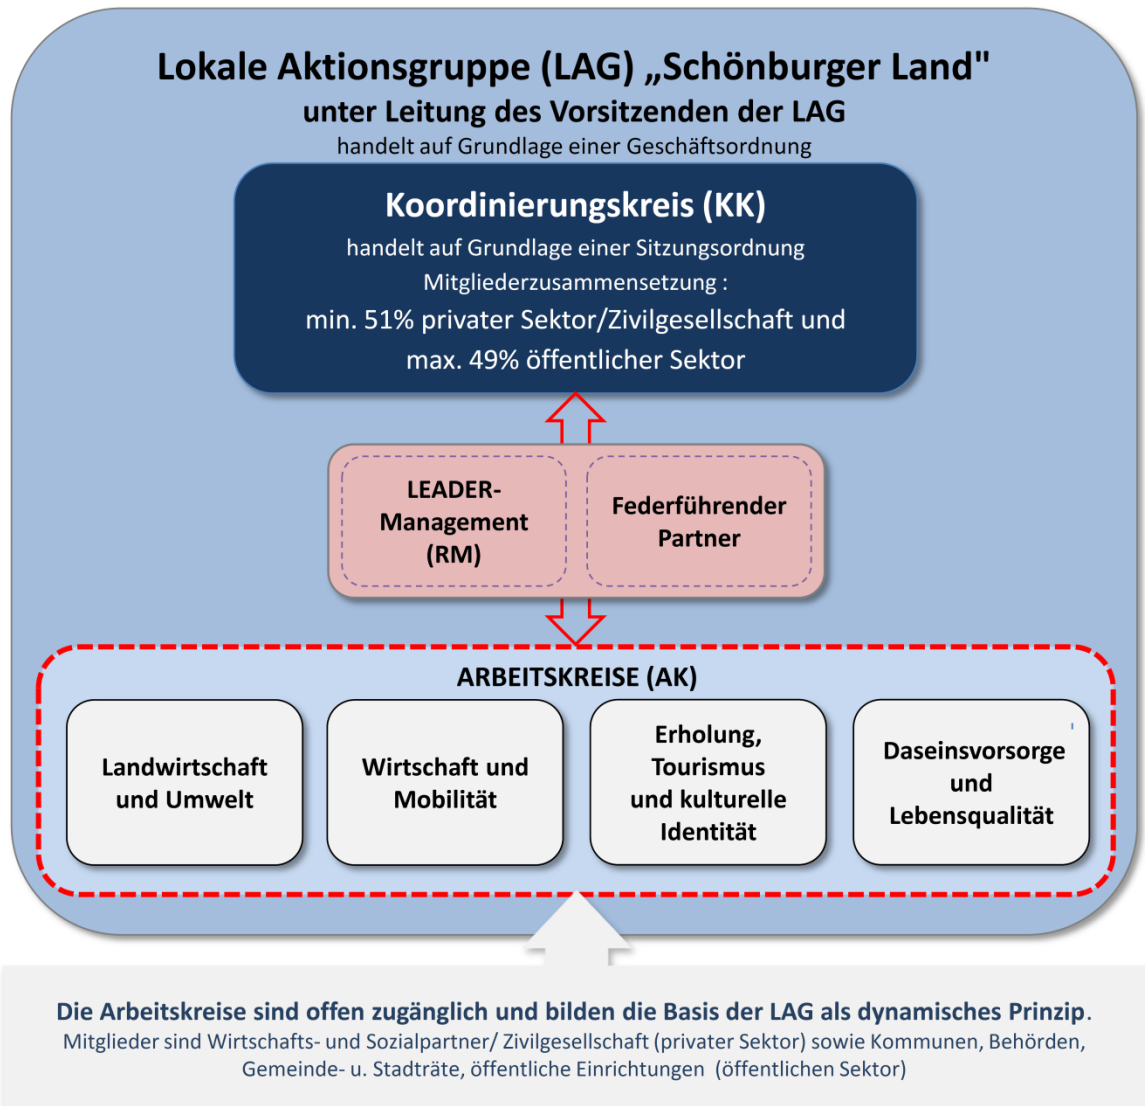 Lokale Aktionsgruppe (LAG) „Schönburger Land"
unter Leitung des Vorsitzenden der LAG
handelt auf Grundlage einer Geschäftsordnung
Koordinierungskreis (KK)
handelt auf Grundlage einer Sitzungsordnung
Mitgliederzusammensetzung :
min. 51% privater Sektor/Zivilgesellschaft und
max. 49% öffentlicher Sektor
LEADER-
Management
(RM)
Federführender
Partner
ARBEITSKREISE (AK)
Landwirtschaft
und Umwelt
Wirtschaft und
Mobilität
Erholung,
Tourismus
und kulturelle
Identität
Daseinsvorsorge
und
Lebensqualität
Die Arbeitskreise sind offen zugänglich und bilden die Basis der LAG als dynamisches Prinzip.
Mitglieder sind Wirtschafts- und Sozialpartner/ Zivilgesellschaft (privater Sektor) sowie Kommunen, Behörden,
Gemeinde- u. Stadträte, öffentliche Einrichtungen (öffentlichen Sektor)